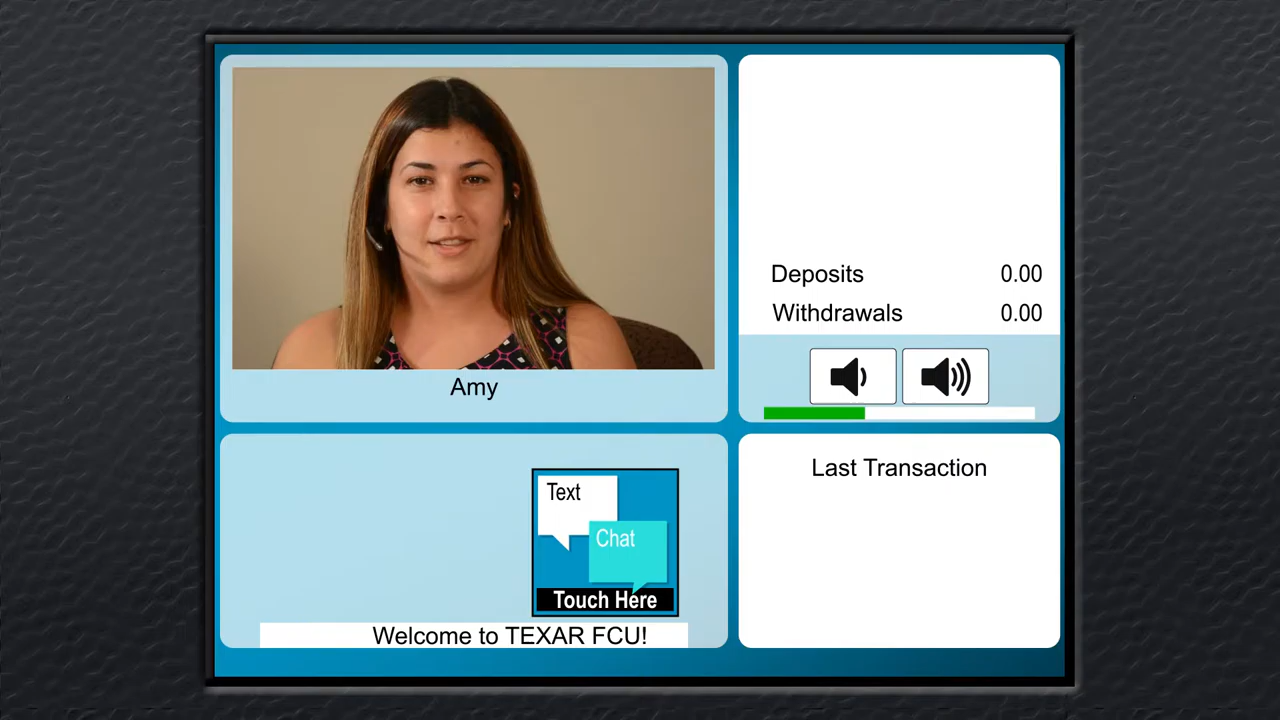 Amy
Deposits 0.00
Withdrawals 0.00
Text
Chat
Touch Here
Welcome to TEXAR FCU!
Last Transaction